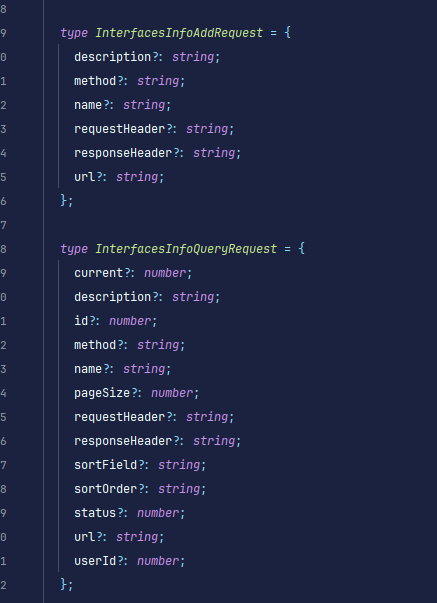 8
9 type InterfacesInfoAddRequest = {
0 description?: string;
1 method?: string;
2 name?: string;
3 requestHeader?: string;
4 responseHeader?: string;
5 url?: string;
6 };
7
8 type InterfacesInfoQueryRequest = {
9 current?: number;
0 description?: string;
1 id?: number;
2 method?: string;
3 name?: string;
4 pageSize?: number;
5 requestHeader?: string;
6 responseHeader?: string;
7 sortField?: string;
8 sortOrder?: string;
9 status?: number;
0 url?: string;
1 userId?: number;
2 };